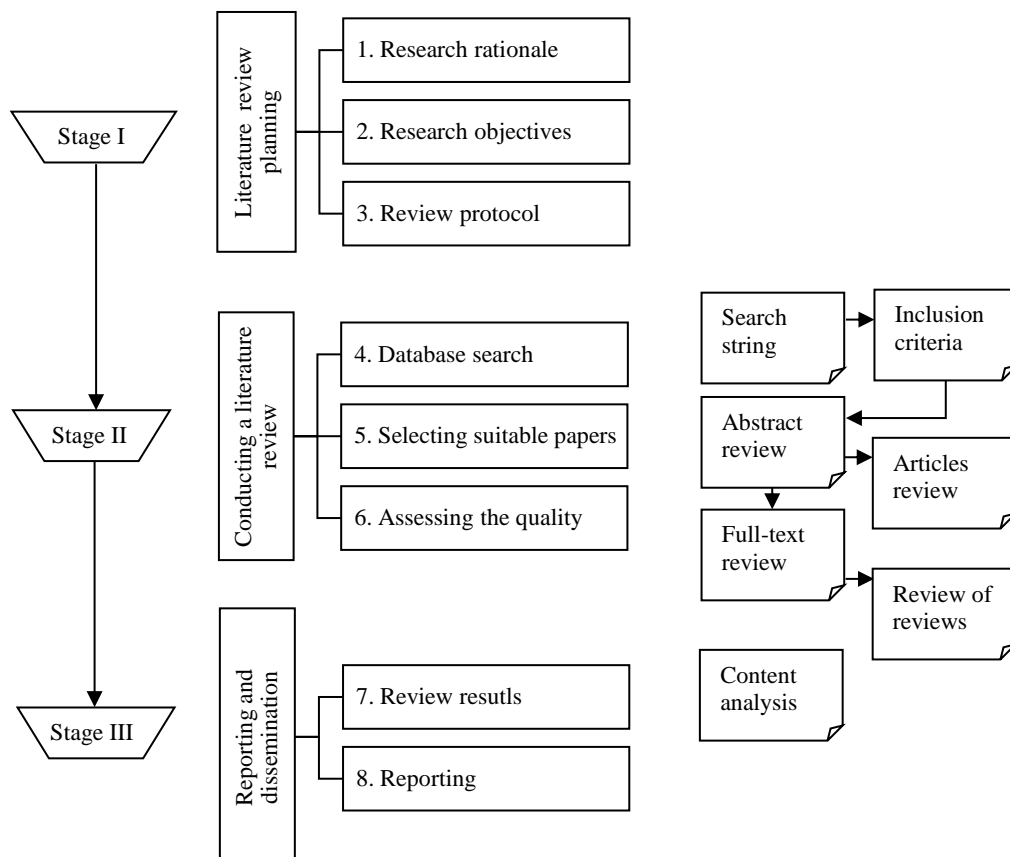 Stage I
Literature review
planning
1. Research rationale
2. Research objectives
3. Review protocol
Stage II
Conducting a literature
review
4. Database search
5. Selecting suitable papers
6. Assessing the quality
Search
string
Inclusion
criteria
Abstract
review
Articles
review
Full-text
review
Review of
reviews
Stage III
Reporting and
dissemination
7. Review resutls
8. Reporting
Content
analysis